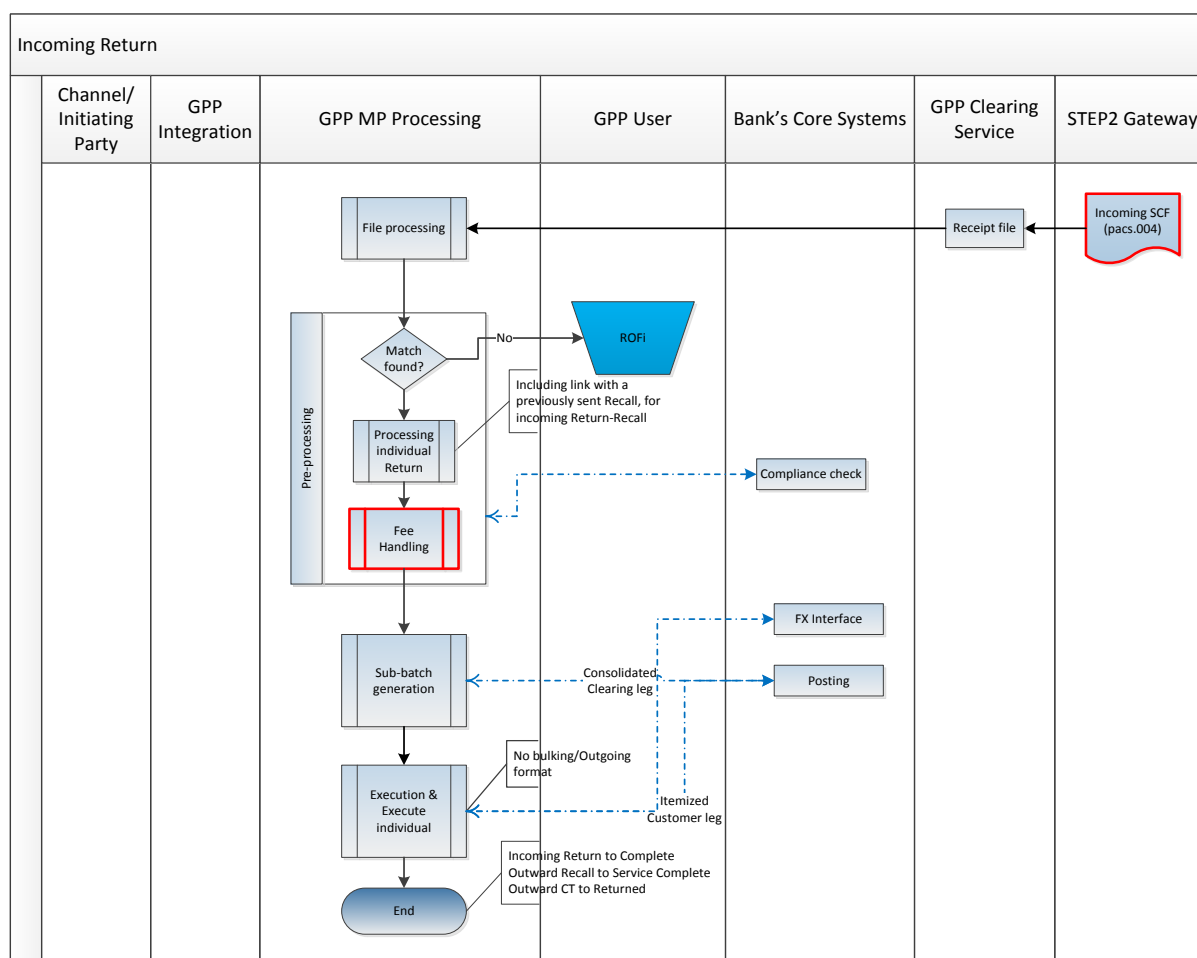 Incoming Return
Channel/
Initiating
Party
GPP
Integration
GPP MP Processing
GPP User
Bank's Core Systems
GPP Clearing
Service
STEP2 Gateway
Incoming SCF
(pacs.004)
Receipt file
File processing
Pre-processing
Match
found?
No
ROFi
Including link with a
previously sent Recall, for
incoming Return-Recall
Processing
individual
Return
Compliance check
Fee
Handling
FX Interface
Sub-batch
generation
Consolidated
Clearing leg
Posting
No bulking/Outgoing
format
Execution &
Execute
individual
Itemized
Customer leg
Incoming Return to Complete
Outward Recall to Service Complete
Outward CT to Returned
End